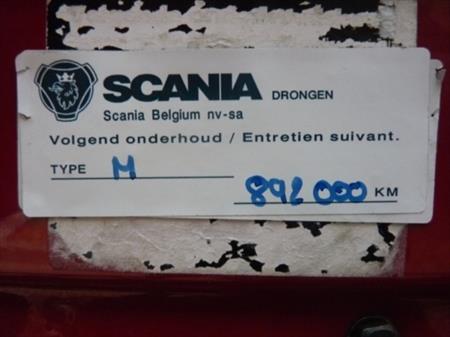 SCANIA DRONGEN
Scania Belgium nv-sa
Volgend onderhoud / Entretien suivant.
TYPE M
892 000 KM